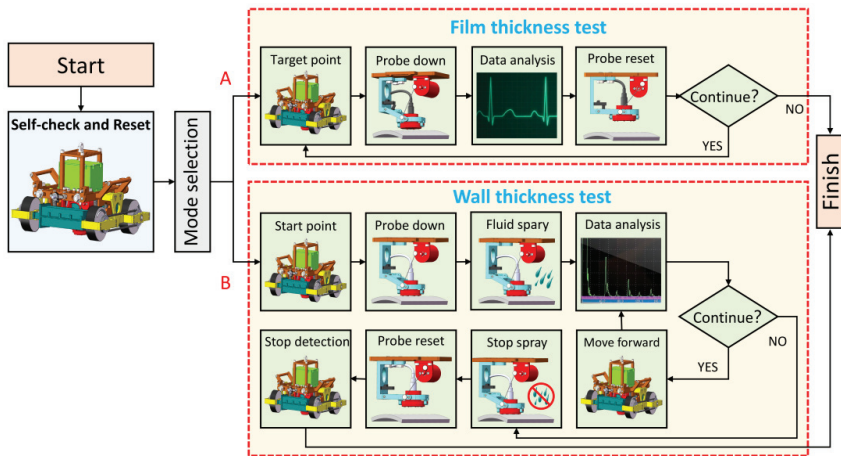 Film thickness test
Start
A
Target point
Probe down
Data analysis
Probe reset
Continue?
NO
YES
Self-check and Reset
Mode selection
Finish
Wall thickness test
B
Start point
Probe down
Fluid spary
Data analysis
Continue?
NO
YES
Stop detection
Probe reset
Stop spray
Move forward